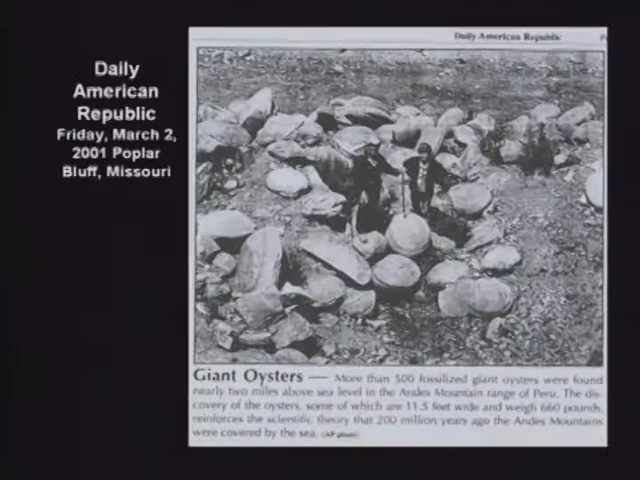 Daily
American
Republic
Friday, March 2,
2001 Poplar
Bluff, Missouri
Daily American Republic
Giant Oysters — More than 500 fossilized giant oysters were found
nearly two miles above sea level in the Andes Mountain range of Peru. The dis-
covery of the oysters, some of which are 11.5 feet wide and weigh 660 pounds,
reinforces the scientific theory that 200 million years ago the Andes Mountains
were covered by the sea. (AP photo)